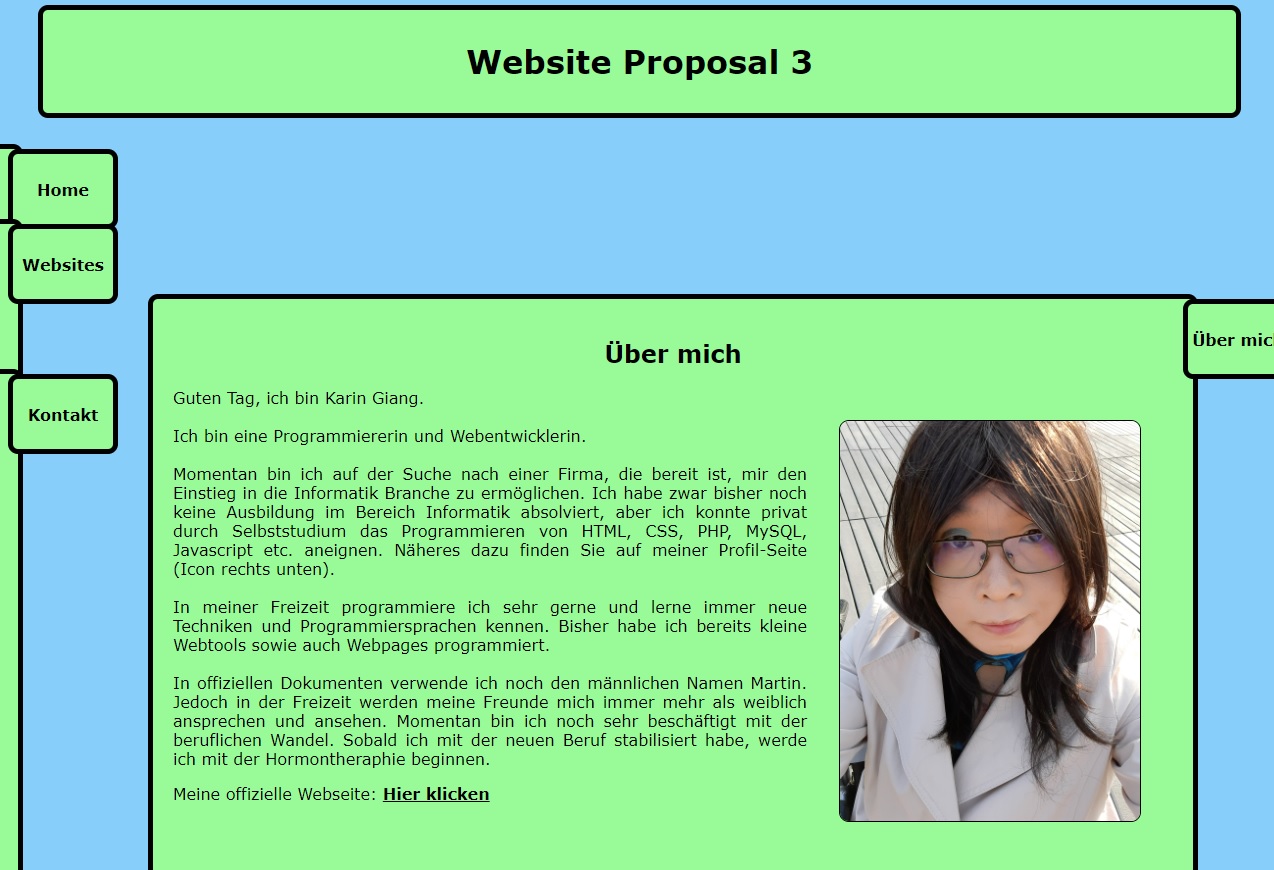 Website Proposal 3
Home
Websites
Kontakt
Über mich
Über mich
Guten Tag, ich bin Karin Giang.
Ich bin eine Programmiererin und Webentwicklerin.
Momentan bin ich auf der Suche nach einer Firma, die bereit ist, mir den
Einstieg in die Informatik Branche zu ermöglichen. Ich habe zwar bisher noch
keine Ausbildung im Bereich Informatik absolviert, aber ich konnte privat
durch Selbststudium das Programmieren von HTML, CSS, PHP, MySQL,
Javascript etc. aneignen. Näheres dazu finden Sie auf meiner Profil-Seite
(Icon rechts unten).
In meiner Freizeit programmiere ich sehr gerne und lerne immer neue
Techniken und Programmiersprachen kennen. Bisher habe ich bereits kleine
Webtools sowie auch Webpages programmiert.
In offiziellen Dokumenten verwende ich noch den männlichen Namen Martin.
Jedoch in der Freizeit werden meine Freunde mich immer mehr als weiblich
ansprechen und ansehen. Momentan bin ich noch sehr beschäftigt mit der
beruflichen Wandel. Sobald ich mit der neuen Beruf stabilisiert habe, werde
ich mit der Hormontheraphie beginnen.
Meine offizielle Webseite: Hier klicken